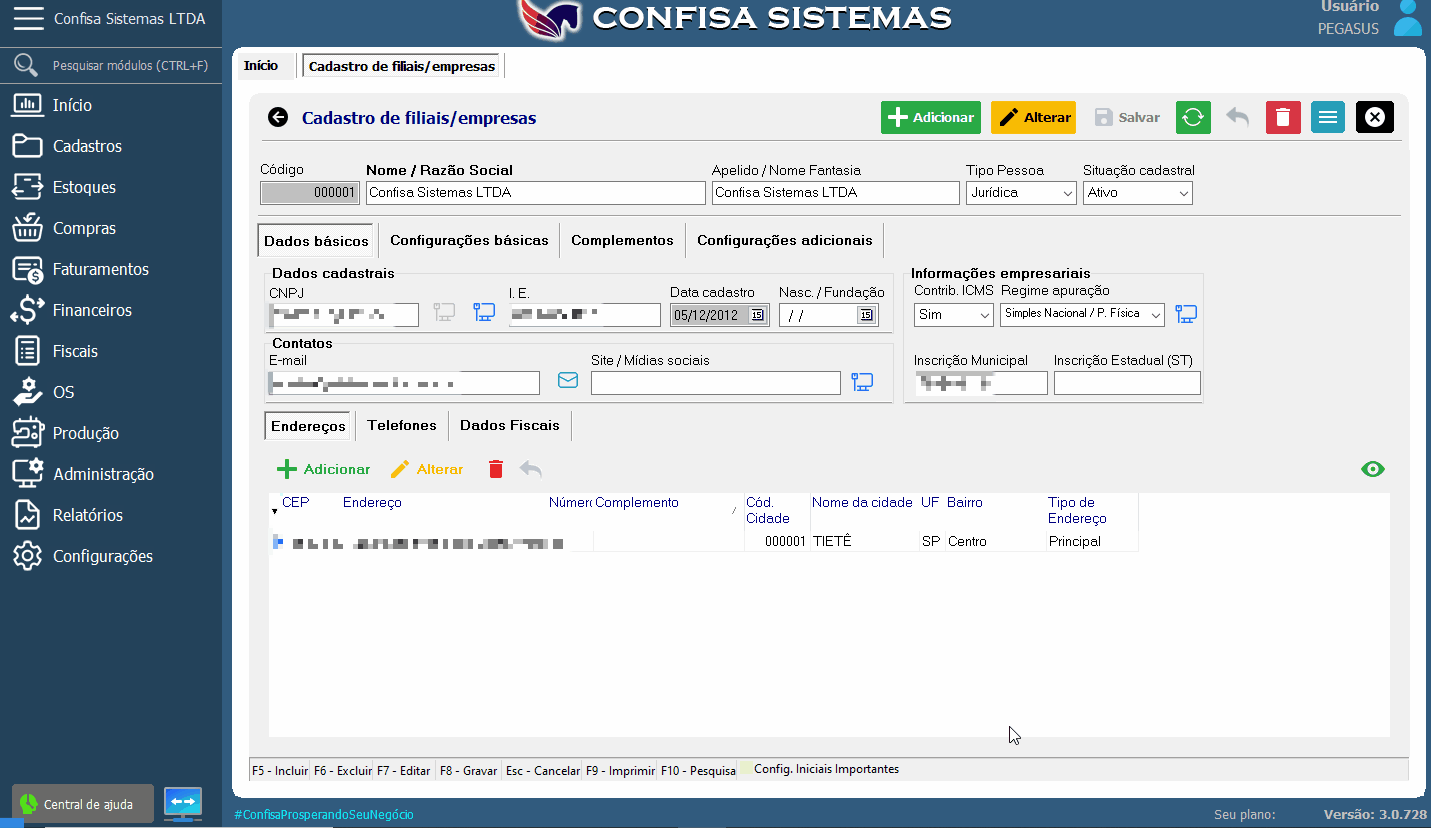 Confisa Sistemas LTDA
CONFISA SISTEMAS
Usuário
PEGASUS
Pesquisar módulos (CTRL+F)
Início
Cadastros
Estoques
Compras
Faturamentos
Financeiros
Fiscais
OS
Produção
Administração
Relatórios
Configurações
Central de ajuda
Início Cadastro de filiais/empresas
Cadastro de filiais/empresas Adicionar Alterar Salvar
Código Nome / Razão Social Apelido / Nome Fantasia Tipo Pessoa Situação cadastral
000001 Confisa Sistemas LTDA Confisa Sistemas LTDA Jurídica Ativo
Dados básicos Configurações básicas Complementos Configurações adicionais
Dados cadastrais Informações empresariais
CNPJ I.E. Data cadastro Nasc. / Fundação Contrib. ICMS Regime apuração
05/12/2012 15 / / 15 Sim Simples Nacional / P. Física
Contatos
E-mail Site / Mídias sociais Inscrição Municipal Inscrição Estadual (ST)
Endereços Telefones Dados Fiscais
Adicionar Alterar
CEP Endereço Númer Complemento Cód. Cidade Nome da cidade UF Bairro Tipo de Endereço
000001 TIETÊ SP Centro Principal
F5 - Incluir F6 - Excluir F7 - Editar F8 - Gravar Esc - Cancelar F9 - Imprimir F10 - Pesquisa Config. Iniciais Importantes
#ConfisaProsperandoSeuNegócio Seu plano: Versão: 3.0.728